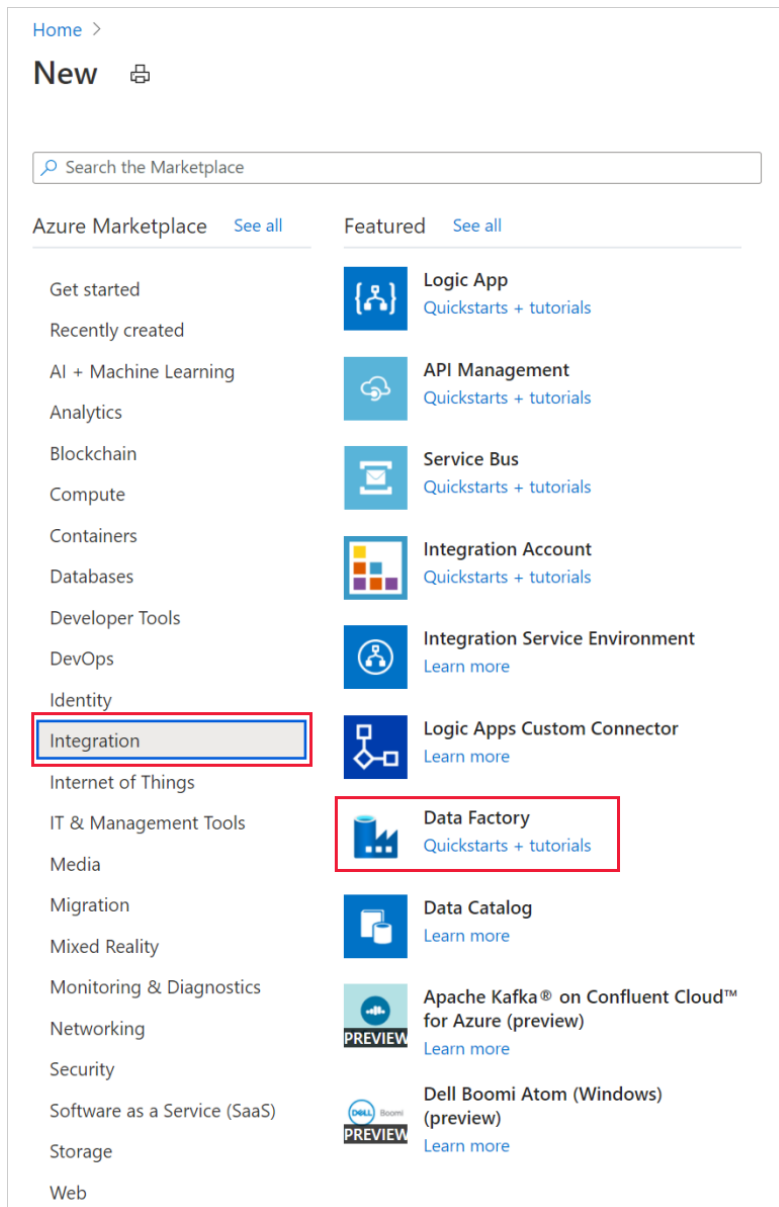 Home >
New
Search the Marketplace
Azure Marketplace See all
Get started
Recently created
AI + Machine Learning
Analytics
Blockchain
Compute
Containers
Databases
Developer Tools
DevOps
Identity
Integration
Internet of Things
IT & Management Tools
Media
Migration
Mixed Reality
Monitoring & Diagnostics
Networking
Security
Software as a Service (SaaS)
Storage
Web
Featured See all
Logic App
Quickstarts + tutorials
API Management
Quickstarts + tutorials
Service Bus
Quickstarts + tutorials
Integration Account
Quickstarts + tutorials
Integration Service Environment
Learn more
Logic Apps Custom Connector
Learn more
Data Factory
Quickstarts + tutorials
Data Catalog
Learn more
PREVIEW
Apache Kafka® on Confluent Cloud™
for Azure (preview)
Learn more
DELL Boomi
PREVIEW
Dell Boomi Atom (Windows)
(preview)
Learn more